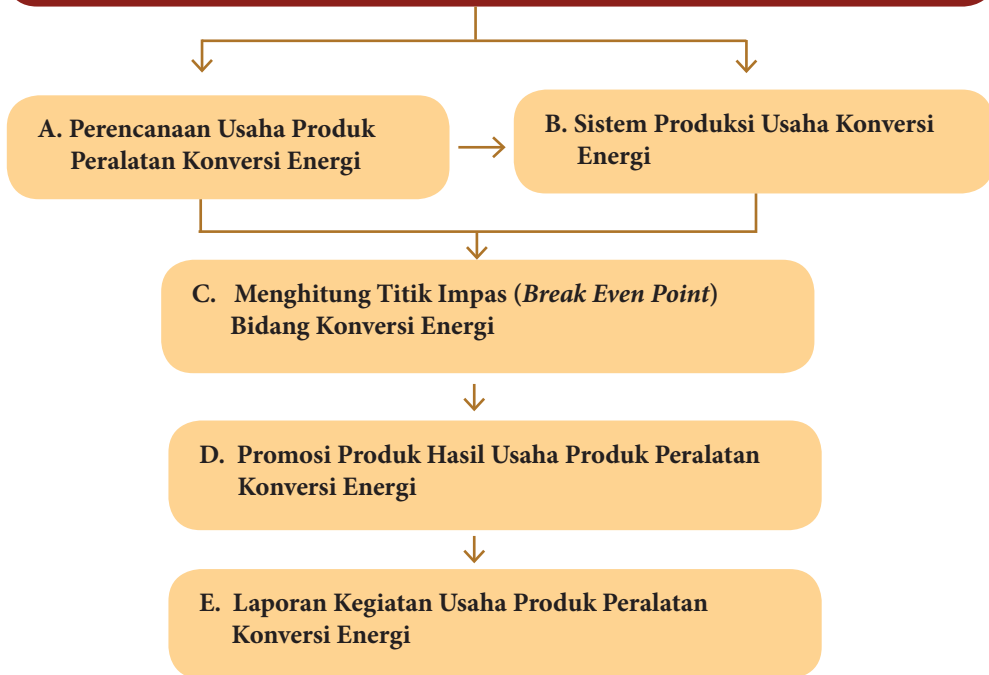 A. Perencanaan Usaha Produk
Peralatan Konversi Energi
B. Sistem Produksi Usaha Konversi
Energi
C. Menghitung Titik Impas (Break Even Point)
Bidang Konversi Energi
D. Promosi Produk Hasil Usaha Produk Peralatan
Konversi Energi
E. Laporan Kegiatan Usaha Produk Peralatan
Konversi Energi